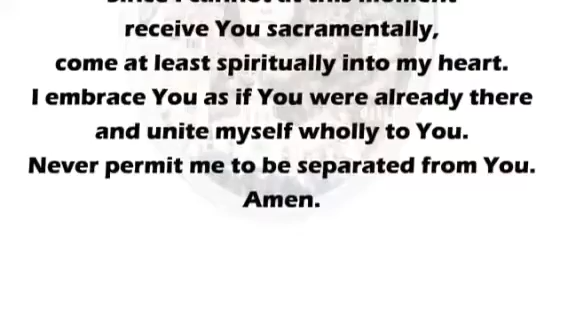 Since I cannot at this moment
receive You sacramentally,
come at least spiritually into my heart.
I embrace You as if You were already there
and unite myself wholly to You.
Never permit me to be separated from You.
Amen.